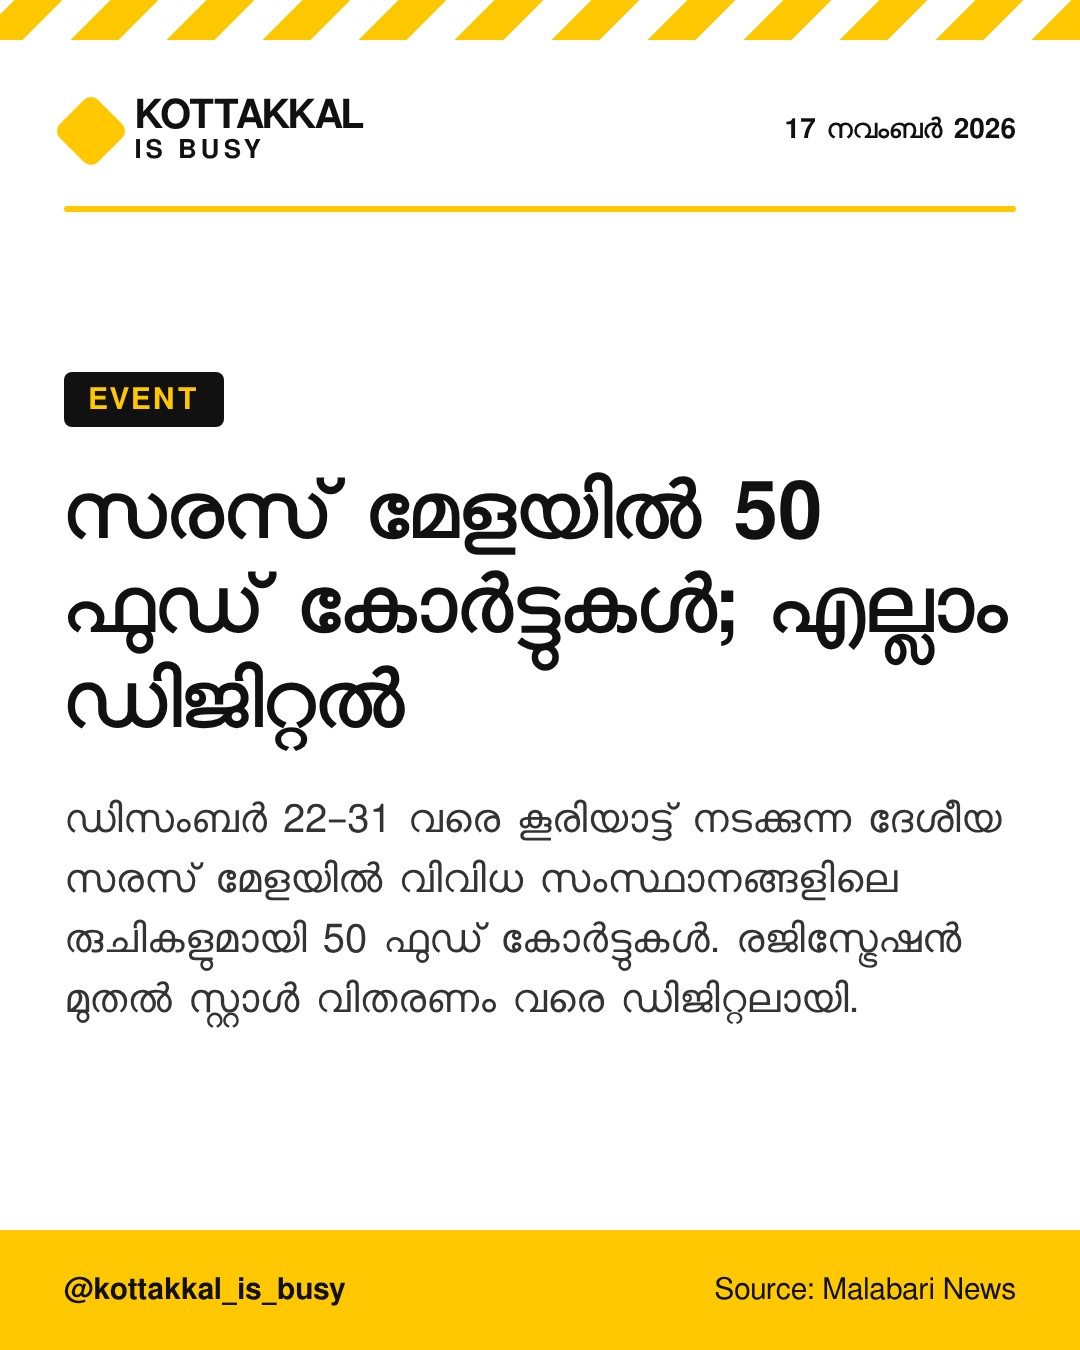 KOTTAKKAL
IS BUSY
17 നവംബർ 2026
EVENT
സരസ് മേളയിൽ 50
ഫുഡ് കോർട്ടുകൾ; എല്ലാം
ഡിജിറ്റൽ
ഡിസംബർ 22–31 വരെ കൂരിയാട്ട് നടക്കുന്ന ദേശീയ
സരസ് മേളയിൽ വിവിധ സംസ്ഥാനങ്ങളിലെ
രുചികളുമായി 50 ഫുഡ് കോർട്ടുകൾ. രജിസ്ട്രേഷൻ
മുതൽ സ്റ്റാൾ വിതരണം വരെ ഡിജിറ്റലായി.
@kottakkal_is_busy
Source: Malabari News